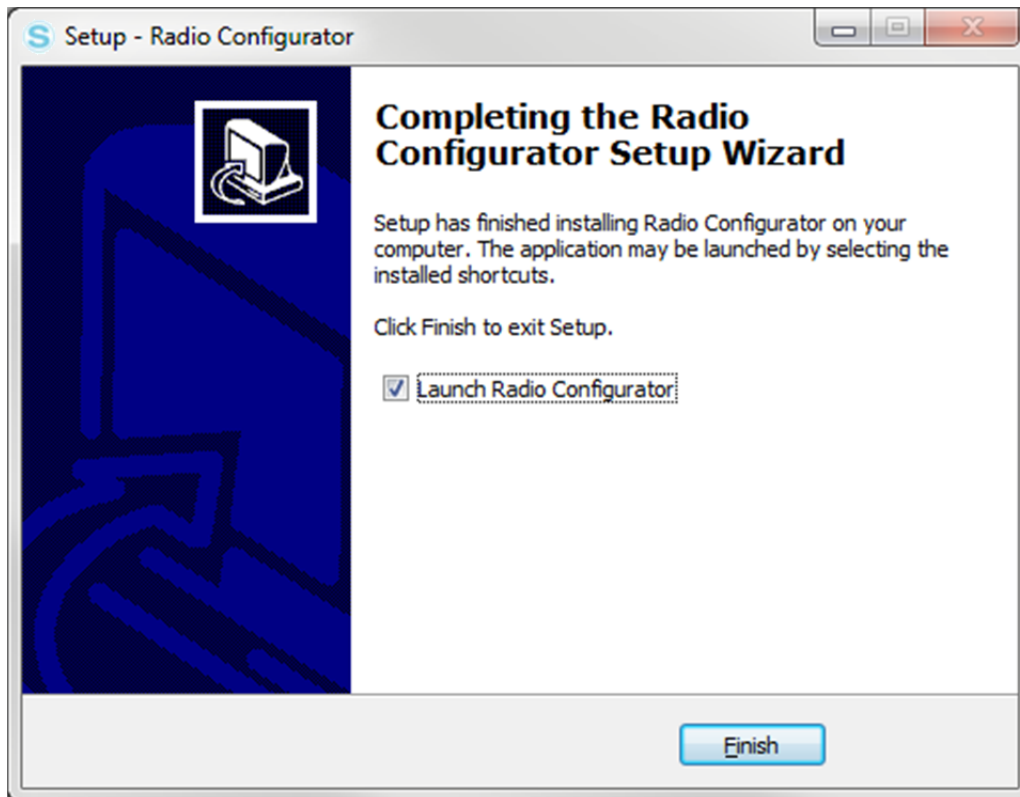 Setup - Radio Configurator
Completing the Radio
Configurator Setup Wizard
Setup has finished installing Radio Configurator on your
computer. The application may be launched by selecting the
installed shortcuts.
Click Finish to exit Setup.
Launch Radio Configurator
Finish